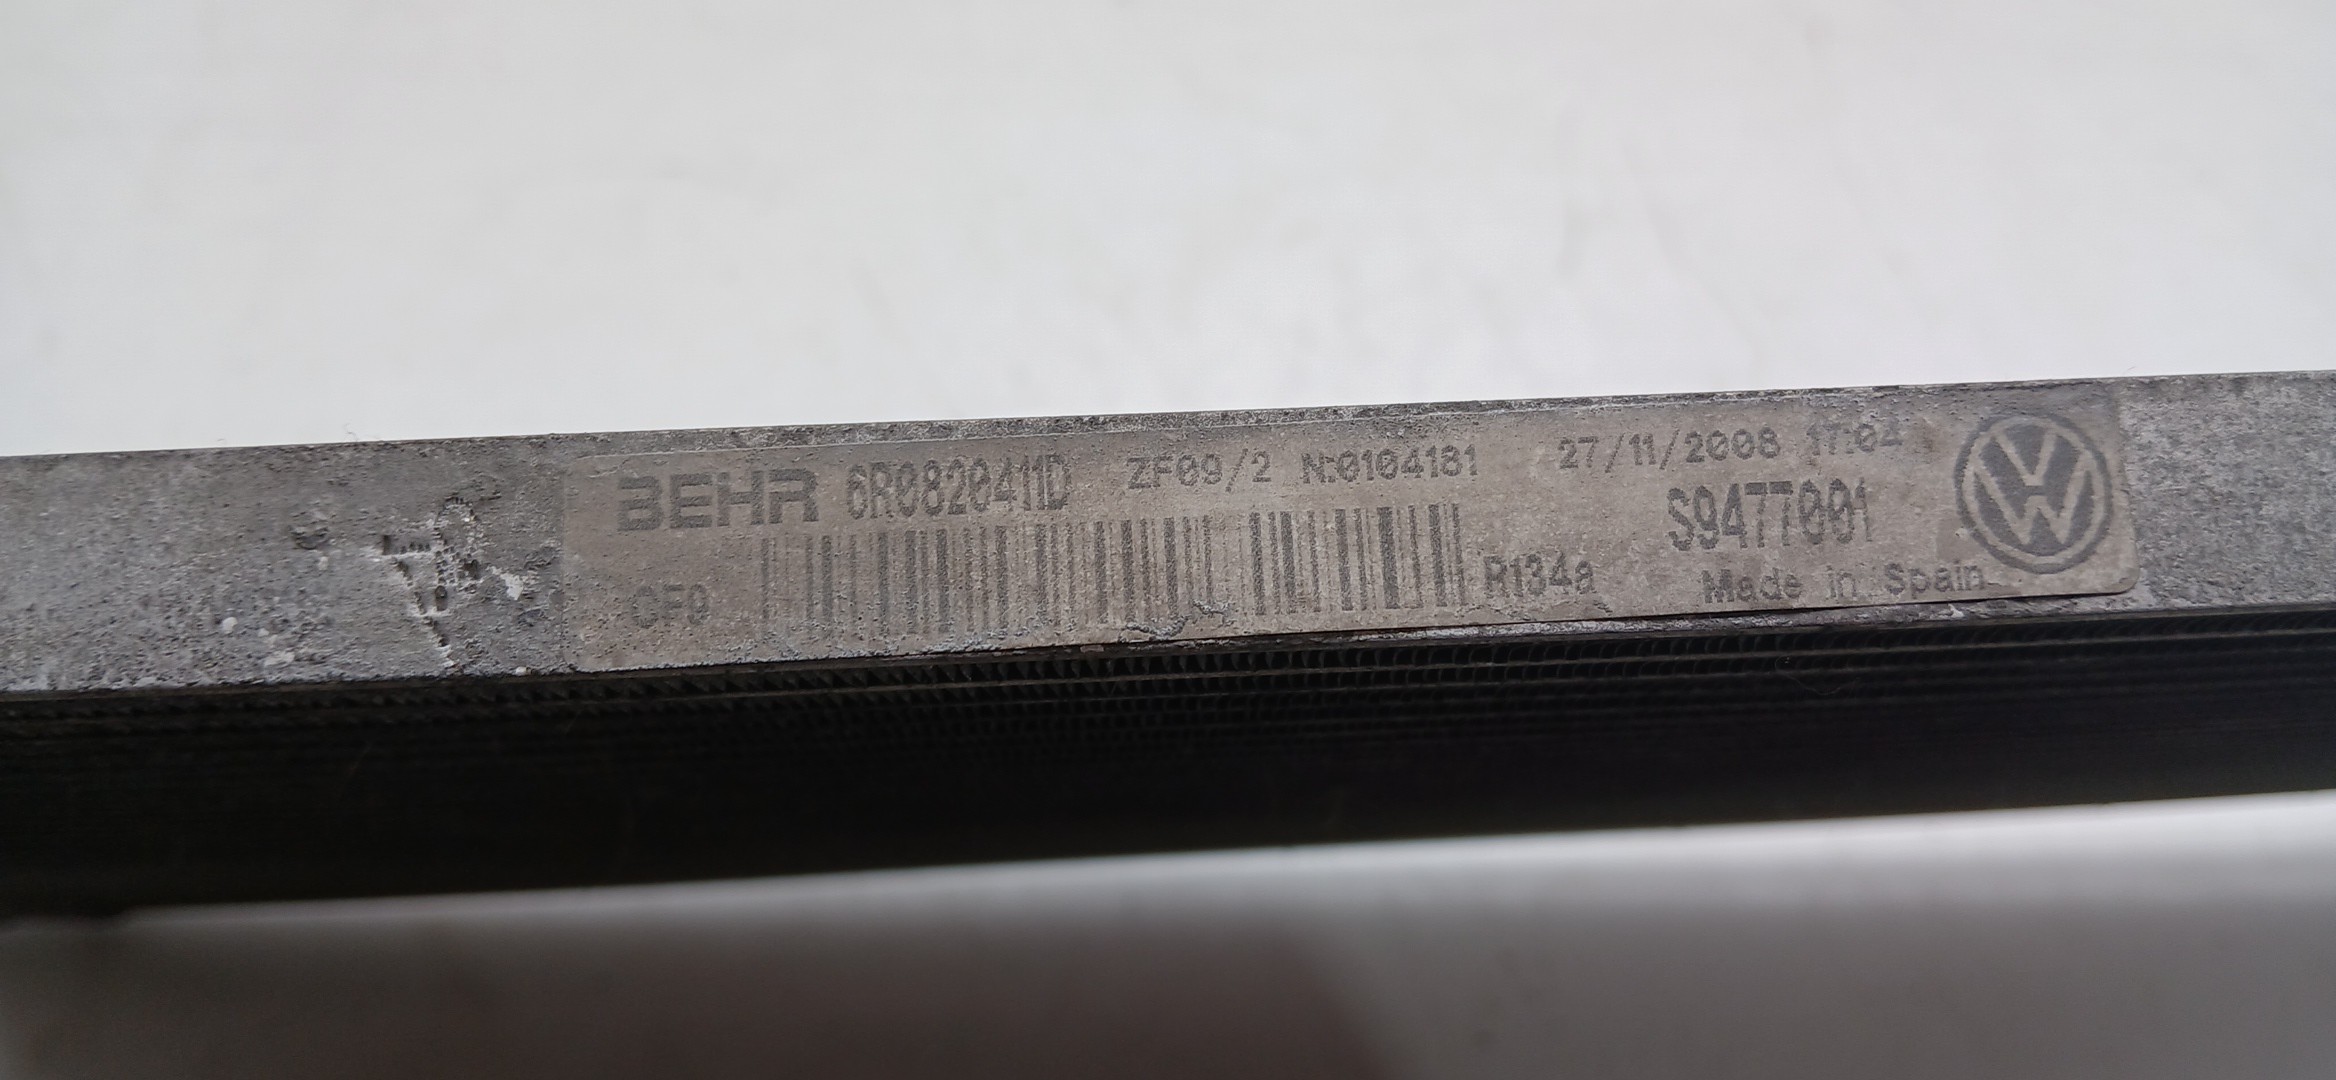 BEHR 6R0820411D ZF09/2 N:0104181 27/11/2008 17:04
S9477001
CF9 R134a Made in Spain